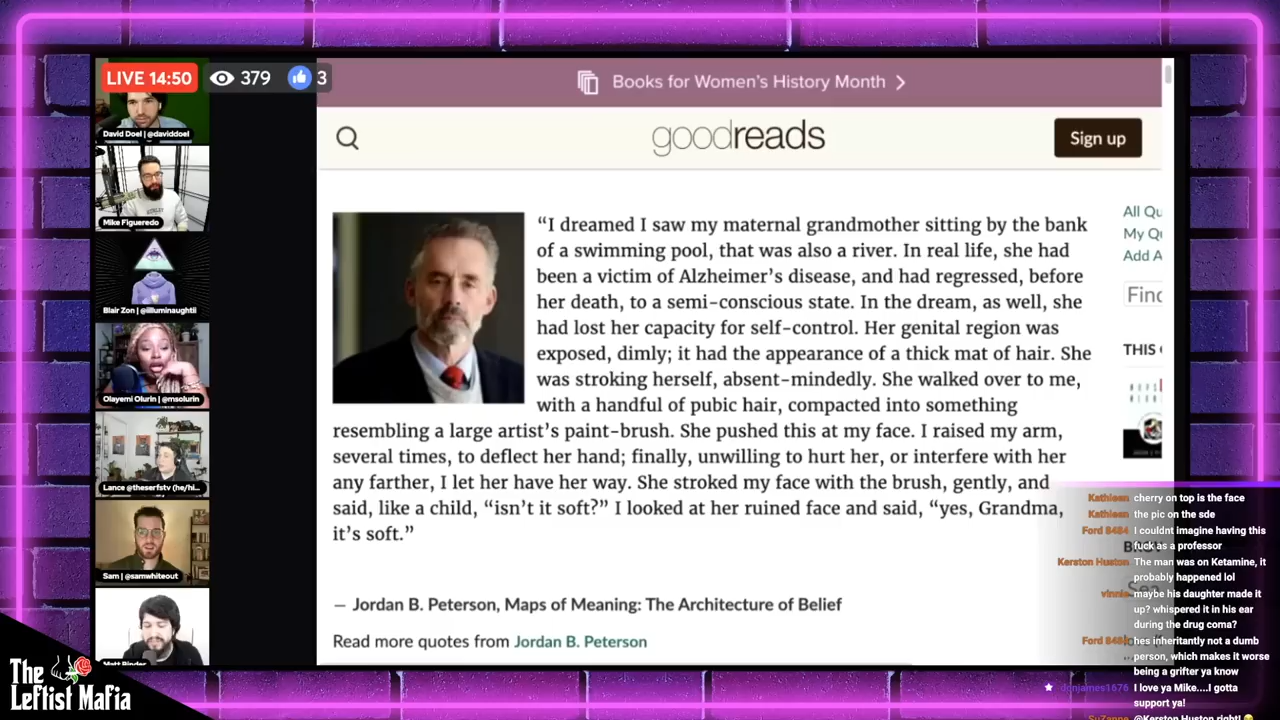 LIVE 14:50
379
3
David Doel | @daviddoel
Mike Figueredo
Blair Zon | @illluminaughtii
Olayemi Olurin | @msolurin
Lance @theserfstv (he/hi...
Sam | @samwhiteout
Matt Binder
The
Leftist Mafia
Books for Women's History Month
goodreads
Sign up
“I dreamed I saw my maternal grandmother sitting by the bank
of a swimming pool, that was also a river. In real life, she had
been a victim of Alzheimer’s disease, and had regressed, before
her death, to a semi-conscious state. In the dream, as well, she
had lost her capacity for self-control. Her genital region was
exposed, dimly; it had the appearance of a thick mat of hair. She
was stroking herself, absent-mindedly. She walked over to me,
with a handful of pubic hair, compacted into something
resembling a large artist’s paint-brush. She pushed this at my face. I raised my arm,
several times, to deflect her hand; finally, unwilling to hurt her, or interfere with her
any farther, I let her have her way. She stroked my face with the brush, gently, and
said, like a child, “isn’t it soft?” I looked at her ruined face and said, “yes, Grandma,
it’s soft.”
— Jordan B. Peterson, Maps of Meaning: The Architecture of Belief
Read more quotes from Jordan B. Peterson
All Qu
My Qu
Add A
Find
THIS
Kathleen cherry on top is the face
Kathleen the pic on the sde
Ford 8484 I couldnt imagine having this
fuck as a professor
Kerston Huston The man was on Ketamine, it
probably happened lol
vinnie maybe his daughter made it
up? whispered it in his ear
during the drug coma?
Ford 8484 hes inheritantly not a dumb
person, which makes it worse
being a grifter ya know
donjames1676 I love ya Mike....I gotta
support ya!
SuZanne @Kerston Huston right!